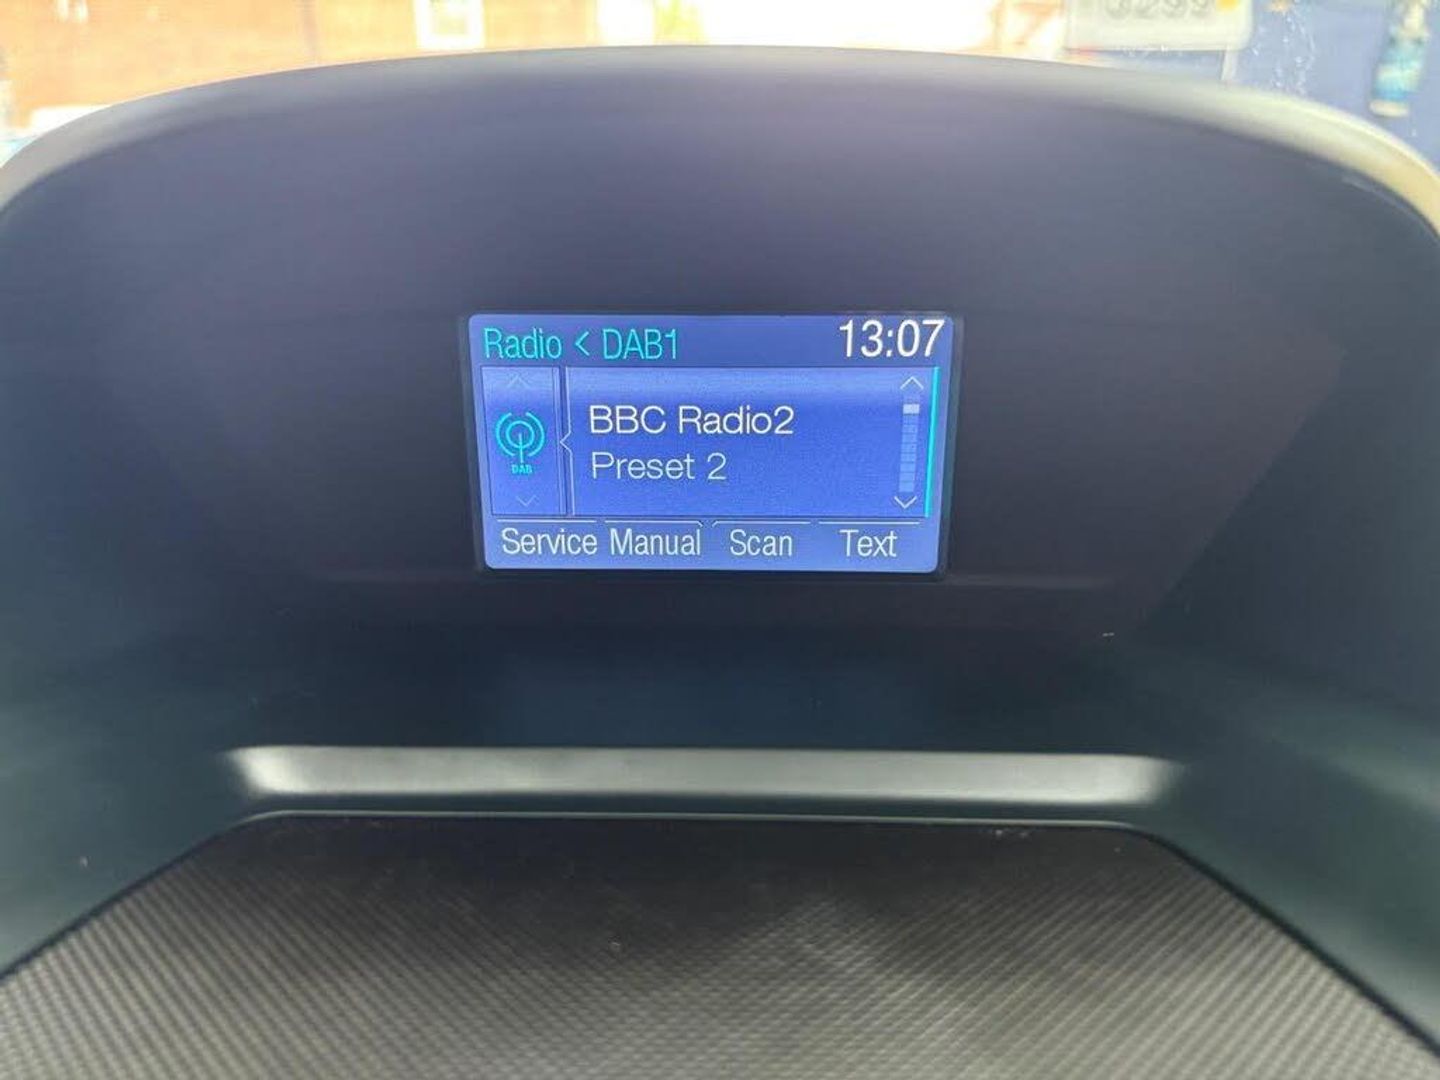 Radio < DAB1 13:07
BBC Radio2
DAB
Preset 2
Service Manual Scan Text